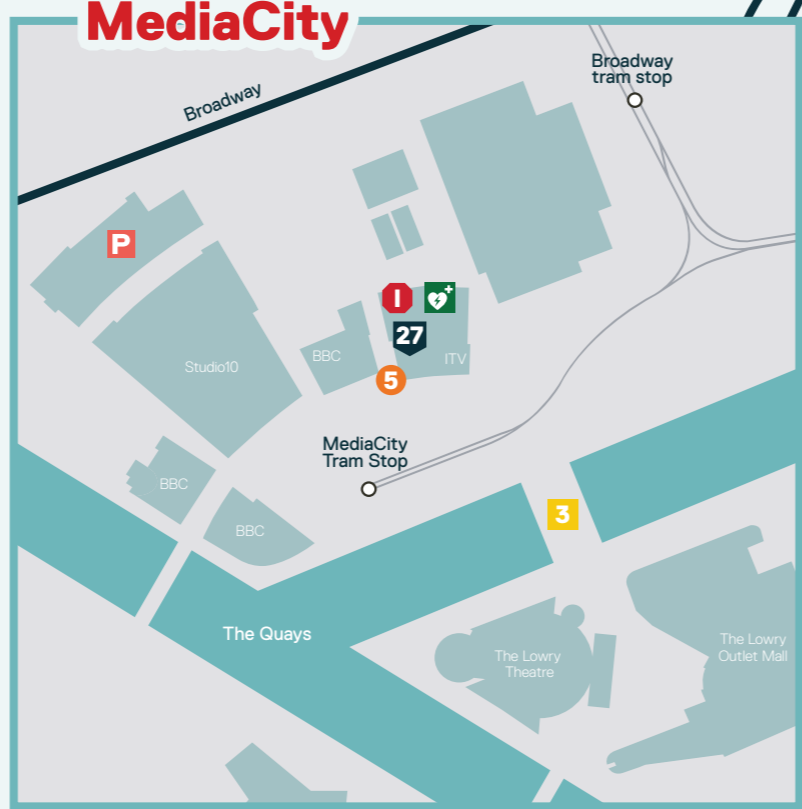 MediaCity
Broadway
tram stop
Broadway
P
I
27
BBC
ITV
Studio10
5
MediaCity
Tram Stop
BBC
3
BBC
The Quays
The Lowry
Outlet Mall
The Lowry
Theatre